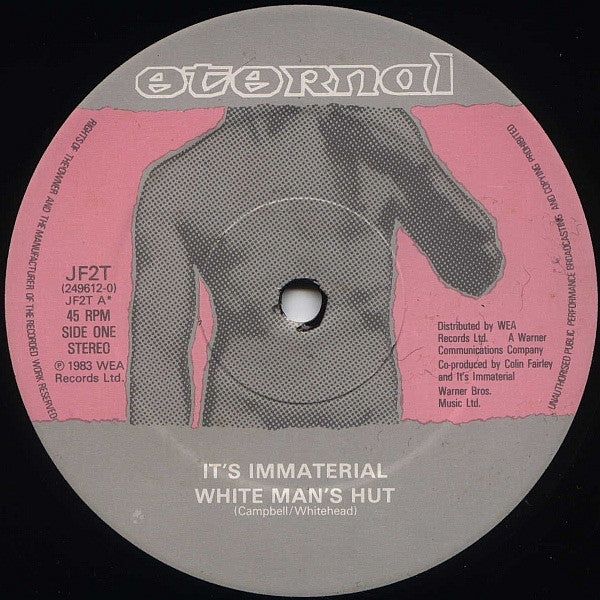 eternal
RIGHTS OF THE OWNER AND THE MANUFACTURER OF THE RECORDED WORK RESERVED
UNAUTHORISED PUBLIC PERFORMANCE BROADCASTING AND COPYING PROHIBITED.
JF2T
(249612-0)
JF2T A*
45 RPM
SIDE ONE
STEREO
℗ 1983 WEA
Records Ltd.
Distributed by WEA
Records Ltd. A Warner
Communications Company
Co-produced by Colin Fairley
and It's Immaterial
Warner Bros.
Music Ltd.
IT'S IMMATERIAL
WHITE MAN'S HUT
(Campbell/Whitehead)